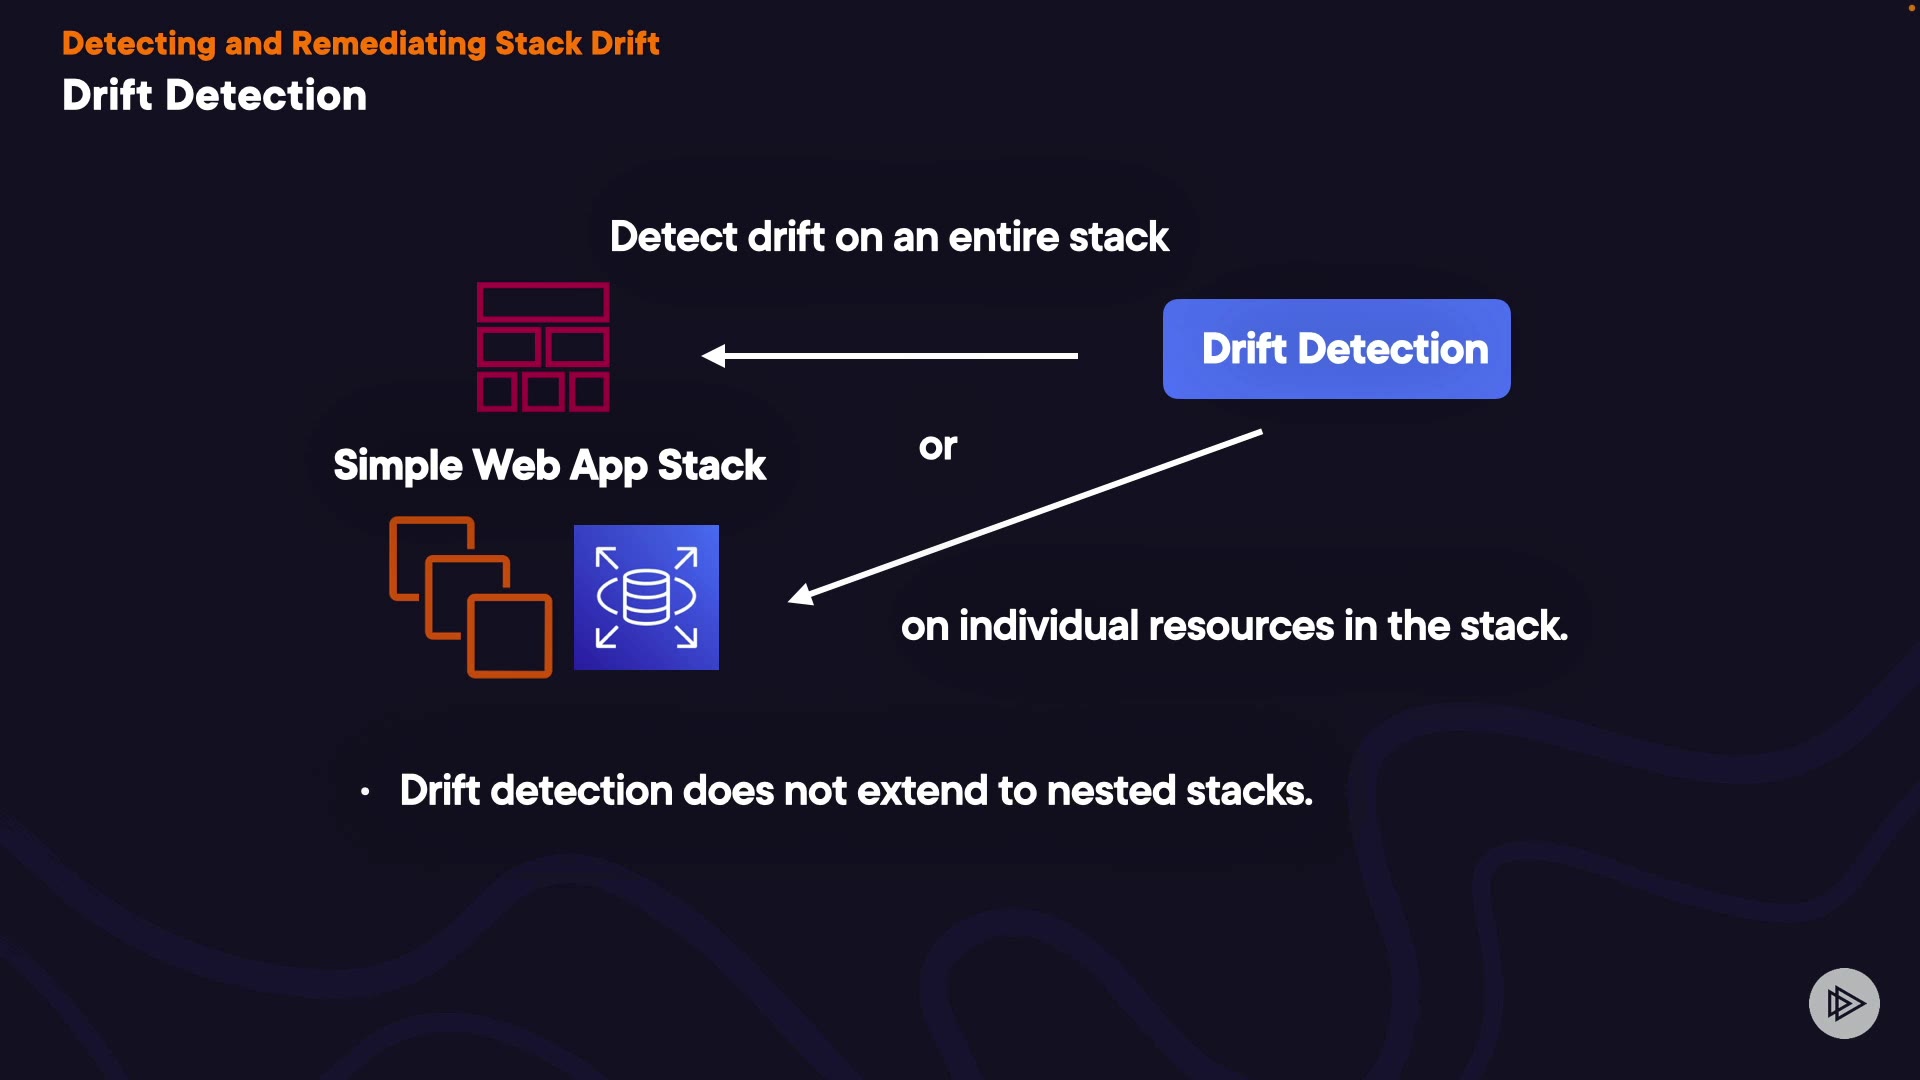 Detecting and Remediating Stack Drift
Drift Detection
Detect drift on an entire stack
Drift Detection
or
Simple Web App Stack
on individual resources in the stack.
• Drift detection does not extend to nested stacks.